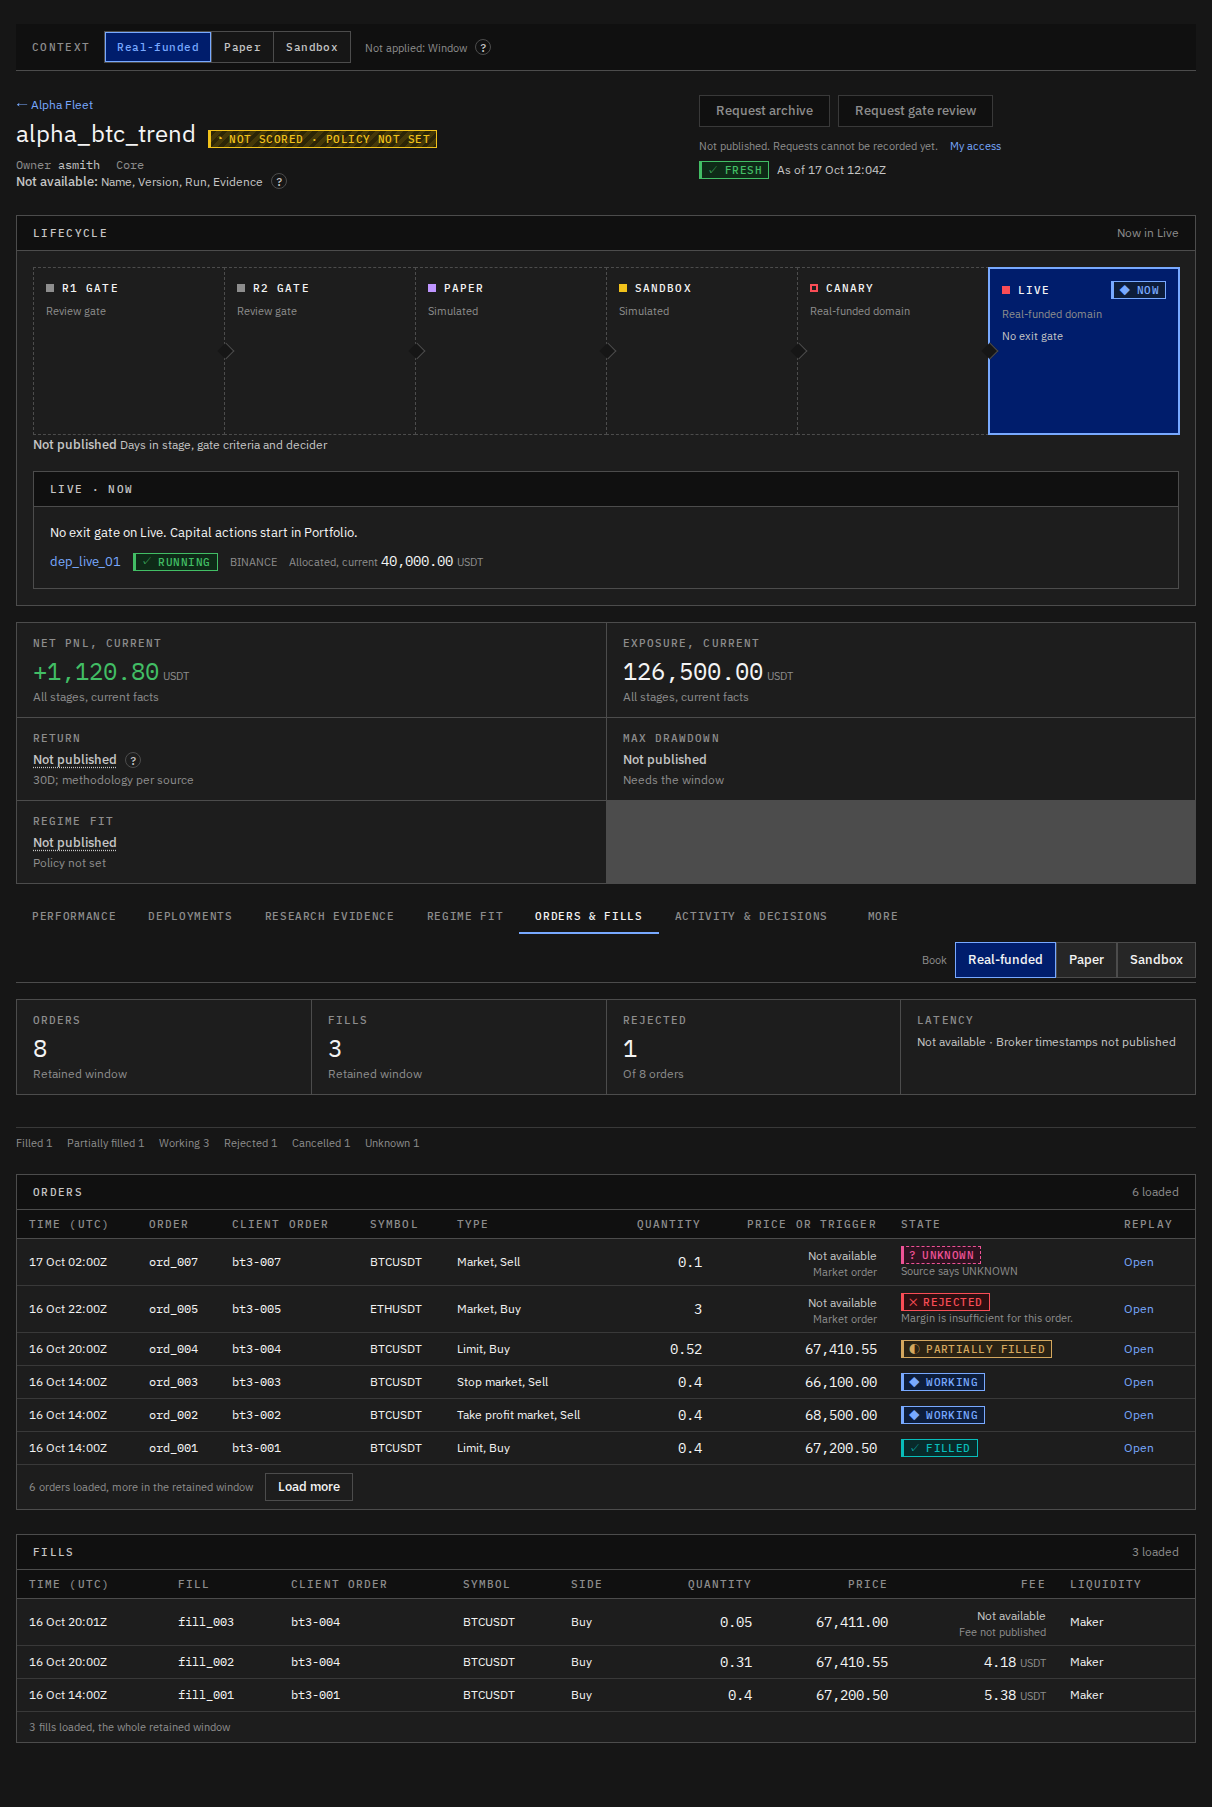 CONTEXT Real-funded Paper Sandbox Not applied: Window ?
← Alpha Fleet
Request archive Request gate review
alpha_btc_trend NOT SCORED · POLICY NOT SET
Not published. Requests cannot be recorded yet. My access
Owner asmith Core
✓ FRESH As of 17 Oct 12:04Z
Not available: Name, Version, Run, Evidence ?
LIFECYCLE Now in Live
R1 GATE R2 GATE PAPER SANDBOX CANARY LIVE ◆ NOW
Review gate Review gate Simulated Simulated Real-funded domain Real-funded domain
No exit gate
Not published Days in stage, gate criteria and decider
LIVE · NOW
No exit gate on Live. Capital actions start in Portfolio.
dep_live_01 ✓ RUNNING BINANCE Allocated, current 40,000.00 USDT
NET PNL, CURRENT EXPOSURE, CURRENT
+1,120.80 USDT 126,500.00 USDT
All stages, current facts All stages, current facts
RETURN MAX DRAWDOWN
Not published ? Not published
30D; methodology per source Needs the window
REGIME FIT
Not published
Policy not set
PERFORMANCE DEPLOYMENTS RESEARCH EVIDENCE REGIME FIT ORDERS & FILLS ACTIVITY & DECISIONS MORE
Book Real-funded Paper Sandbox
ORDERS FILLS REJECTED LATENCY
8 3 1 Not available · Broker timestamps not published
Retained window Retained window Of 8 orders
Filled 1 Partially filled 1 Working 3 Rejected 1 Cancelled 1 Unknown 1
ORDERS 6 loaded
TIME (UTC) ORDER CLIENT ORDER SYMBOL TYPE QUANTITY PRICE OR TRIGGER STATE REPLAY
17 Oct 02:00Z ord_007 bt3-007 BTCUSDT Market, Sell 0.1 Not available ? UNKNOWN Open
Market order Source says UNKNOWN
16 Oct 22:00Z ord_005 bt3-005 ETHUSDT Market, Buy 3 Not available × REJECTED Open
Market order Margin is insufficient for this order.
16 Oct 20:00Z ord_004 bt3-004 BTCUSDT Limit, Buy 0.52 67,410.55 ◐ PARTIALLY FILLED Open
16 Oct 14:00Z ord_003 bt3-003 BTCUSDT Stop market, Sell 0.4 66,100.00 ◆ WORKING Open
16 Oct 14:00Z ord_002 bt3-002 BTCUSDT Take profit market, Sell 0.4 68,500.00 ◆ WORKING Open
16 Oct 14:00Z ord_001 bt3-001 BTCUSDT Limit, Buy 0.4 67,200.50 ✓ FILLED Open
6 orders loaded, more in the retained window Load more
FILLS 3 loaded
TIME (UTC) FILL CLIENT ORDER SYMBOL SIDE QUANTITY PRICE FEE LIQUIDITY
16 Oct 20:01Z fill_003 bt3-004 BTCUSDT Buy 0.05 67,411.00 Not available Maker
Fee not published
16 Oct 20:00Z fill_002 bt3-004 BTCUSDT Buy 0.31 67,410.55 4.18 USDT Maker
16 Oct 14:00Z fill_001 bt3-001 BTCUSDT Buy 0.4 67,200.50 5.38 USDT Maker
3 fills loaded, the whole retained window